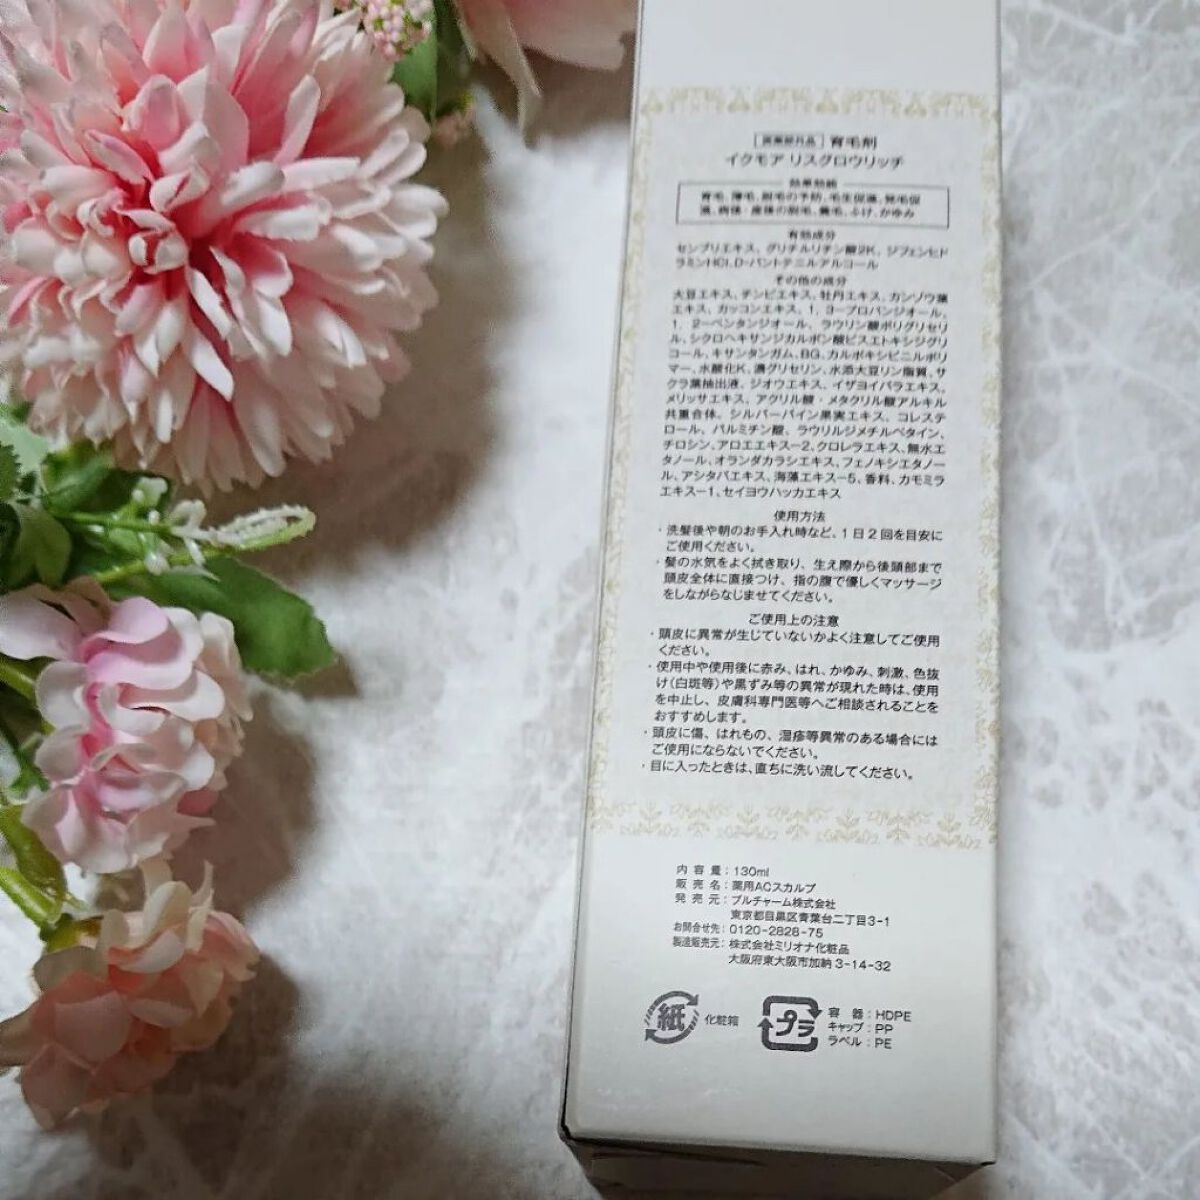 医薬部外品 育毛剤
イクモア リスグロウリッチ
効果効能
育毛、薄毛、脱毛の予防、毛生促進、発毛促
進、病後・産後の脱毛、養毛、ふけ、かゆみ
有効成分
センブリエキス、グリチルリチン酸2K、ジフェンヒド
ラミンHCl、D-パントテニルアルコール
その他の成分
大豆エキス、チンピエキス、牡丹エキス、カンゾウ葉
エキス、カッコンエキス、1，3-プロパンジオール、
1，2-ペンタンジオール、ラウリン酸ポリグリセリ
ル、シクロヘキサンジカルボン酸ビスエトキシジグリ
コール、キサンタンガム、BG、カルボキシビニルポリ
マー、水酸化K、濃グリセリン、水添大豆リン脂質、サ
クラ葉抽出液、ジオウエキス、イザヨイバラエキス、
メリッサエキス、アクリル酸・メタクリル酸アルキル
共重合体、シルバーバイン果実エキス、コレステ
ロール、パルミチン酸、ラウリルジメチルベタイン、
チロシン、アロエエキス-2、クロレラエキス、無水エ
タノール、オランダカラシエキス、フェノキシエタノー
ル、アシタバエキス、海藻エキス-5、香料、カモミラ
エキス-1、セイヨウハッカエキス
使用方法
・洗髪後や朝のお手入れ時など、1日2回を目安に
ご使用ください。
・髪の水気をよく拭き取り、生え際から後頭部まで
頭皮全体に直接つけ、指の腹で優しくマッサージ
をしながらなじませてください。
ご使用上の注意
・頭皮に異常が生じていないかよく注意してご使用
ください。
・使用中や使用後に赤み、はれ、かゆみ、刺激、色抜
け（白斑等）や黒ずみ等の異常が現れた時は、使用
を中止し、皮膚科専門医等へご相談されることを
おすすめします。
・頭皮に傷、はれもの、湿疹等異常のある場合には
ご使用にならないでください。
・目に入ったときは、直ちに洗い流してください。
内容量：130ml
販売名：薬用ACスカルプ
発売元：プルチャーム株式会社
東京都目黒区青葉台二丁目3-1
お問合せ先：0120-2828-75
製造販売元：株式会社ミリオナ化粧品
大阪府東大阪市加納3-14-32
紙 化粧箱
プラ 容器：HDPE
キャップ：PP
ラベル：PE